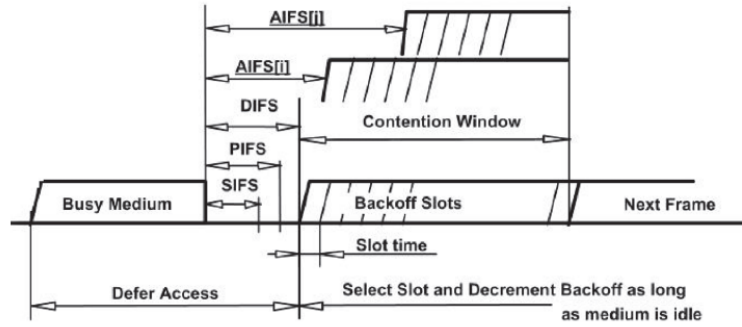 AIFS[j]
AIFS[i]
DIFS
Contention Window
PIFS
SIFS
Busy Medium
Backoff Slots
Next Frame
Slot time
Defer Access
Select Slot and Decrement Backoff as long
as medium is idle